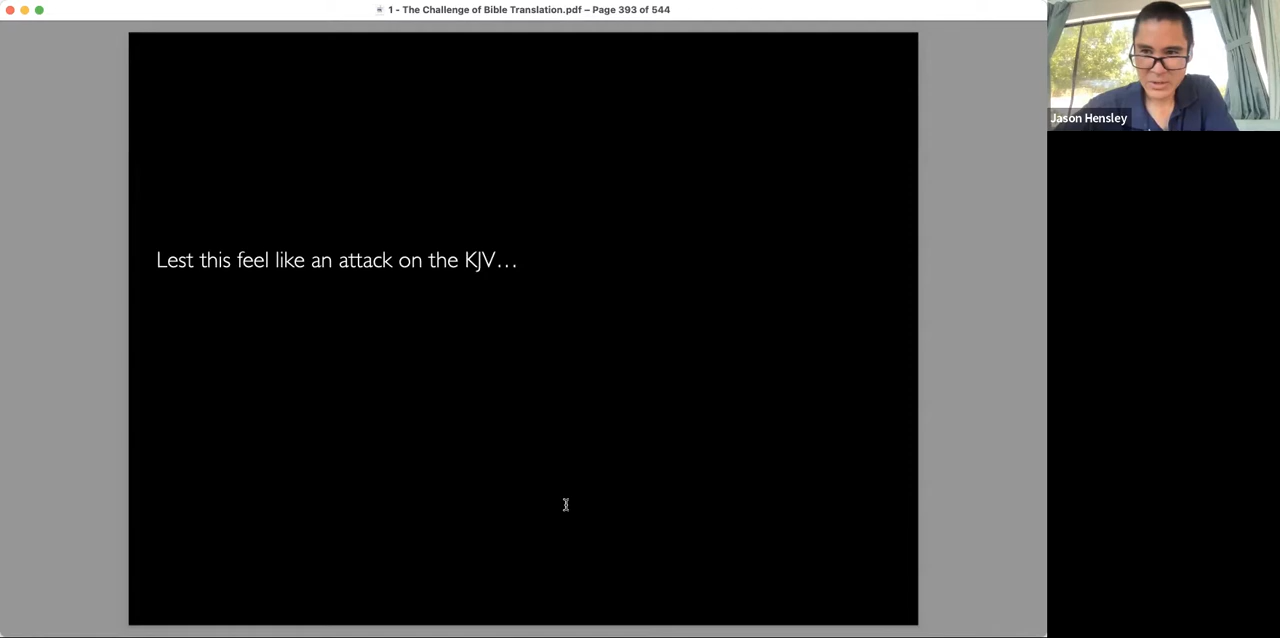 1 - The Challenge of Bible Translation.pdf – Page 393 of 544
Lest this feel like an attack on the KJV…
Jason Hensley